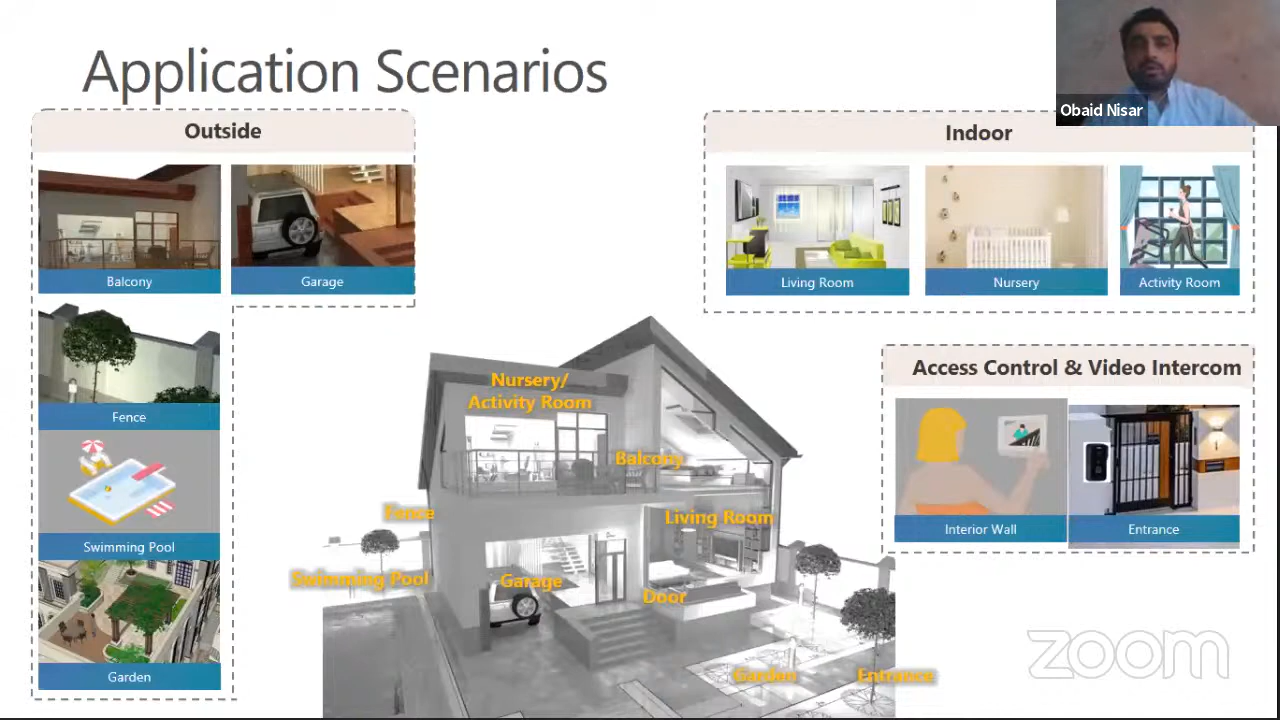 Application Scenarios
Obaid Nisar
Outside
Balcony
Garage
Fence
Swimming Pool
Garden
Indoor
Living Room
Nursery
Activity Room
Access Control & Video Intercom
Interior Wall
Entrance
Nursery/
Activity Room
Balcony
Fence
Living Room
Swimming Pool
Garage
Door
Garden
Entrance
zoom